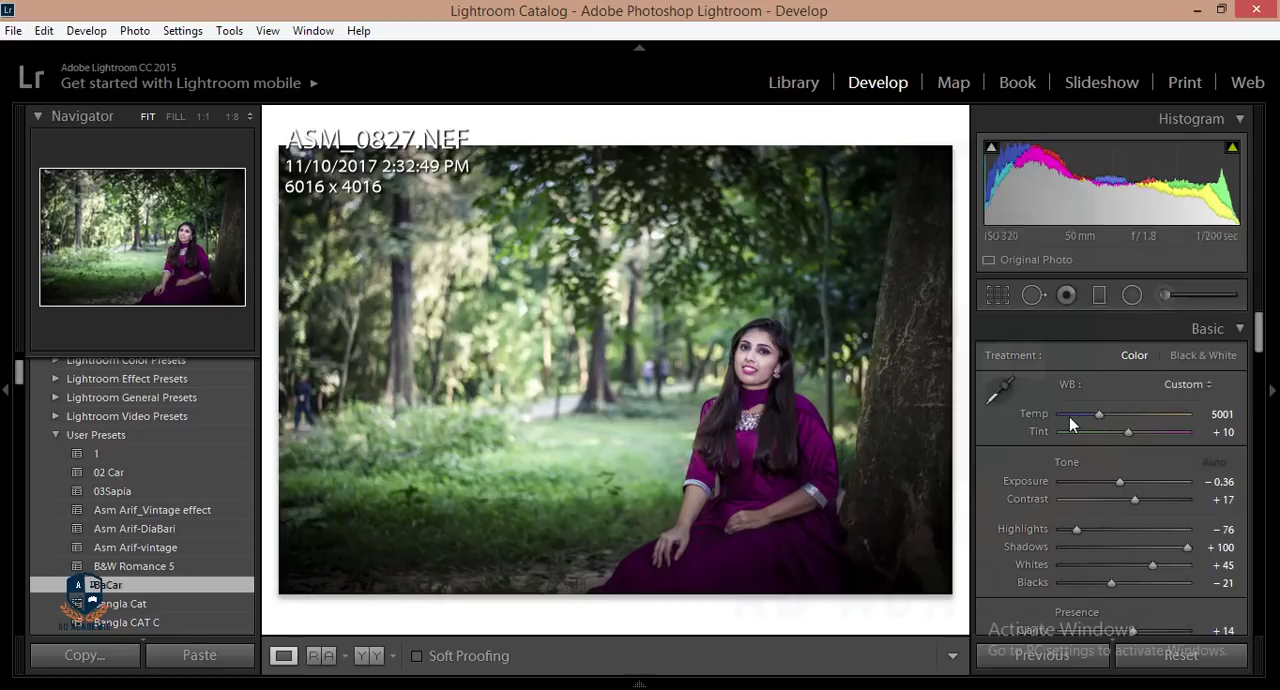 Lr Lightroom Catalog - Adobe Photoshop Lightroom - Develop
File Edit Develop Photo Settings Tools View Window Help
Lr Adobe Lightroom CC 2015
Get started with Lightroom mobile
Library Develop Map Book Slideshow Print Web
Navigator FIT FILL 1:1 1:8
Lightroom Color Presets
Lightroom Effect Presets
Lightroom General Presets
Lightroom Video Presets
User Presets
1
02 Car
03Sapia
Asm Arif_Vintage effect
Asm Arif-DiaBari
Asm Arif-vintage
B&W Romance 5
BaCar
Bangla Cat
Bangla CAT C
Copy... Paste
ASM_0827.NEF
11/10/2017 2:32:49 PM
6016 x 4016
RA YY Soft Proofing
Histogram
ISO 320 50 mm f / 1.8 1/200 sec
Original Photo
Basic
Treatment : Color Black & White
WB : Custom
Temp 5001
Tint + 10
Tone Auto
Exposure - 0.36
Contrast + 17
Highlights - 76
Shadows + 100
Whites + 45
Blacks - 21
Presence
Clarity + 14
Activate Windows
Go to PC settings to activate Windows.
Previous Reset